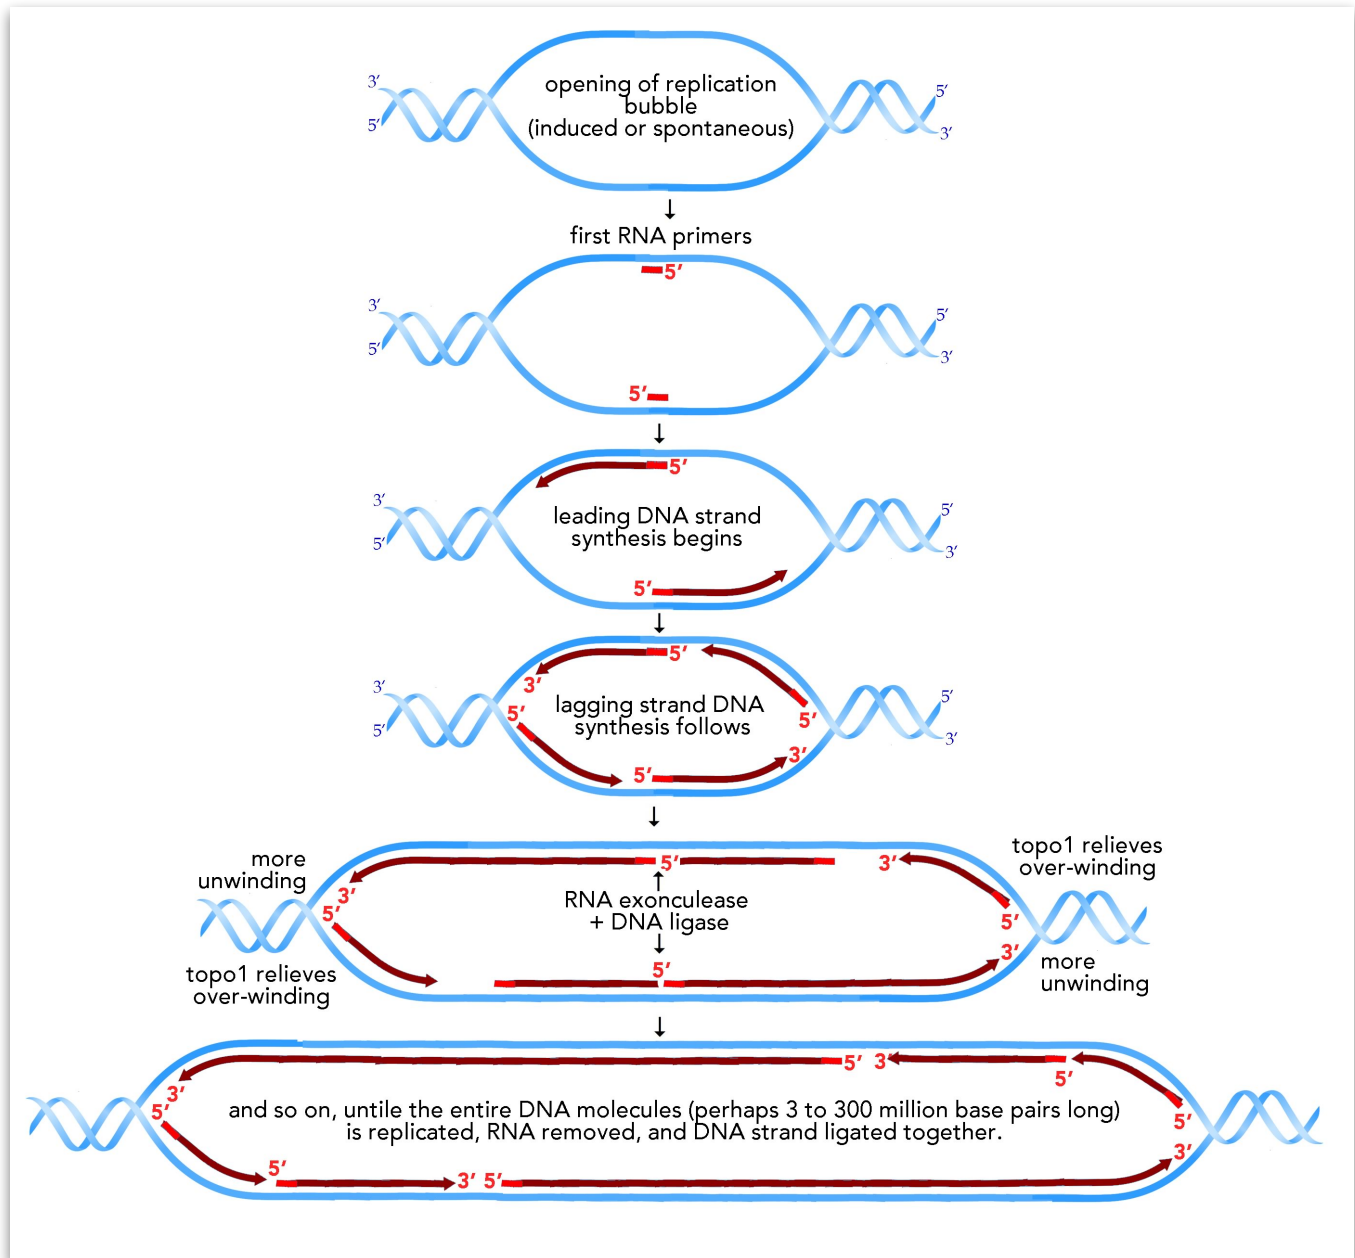 opening of replication
bubble
(induced or spontaneous)
3′
5′
5′
3′
first RNA primers
5′
3′
5′
5′
3′
5′
5′
3′
5′
leading DNA strand
synthesis begins
5′
3′
5′
5′
3′
5′
3′
5′
lagging strand DNA
synthesis follows
5′
3′
5′
3′
5′
5′
3′
more
unwinding
topo1 relieves
over-winding
5′
3′
3′
5′
RNA exonculease
+ DNA ligase
5′
5′
3′
topo1 relieves
over-winding
more
unwinding
5′ 3′
5′
3′
5′
5′
3′
and so on, untile the entire DNA molecules (perhaps 3 to 300 million base pairs long)
is replicated, RNA removed, and DNA strand ligated together.
5′
3′ 5′